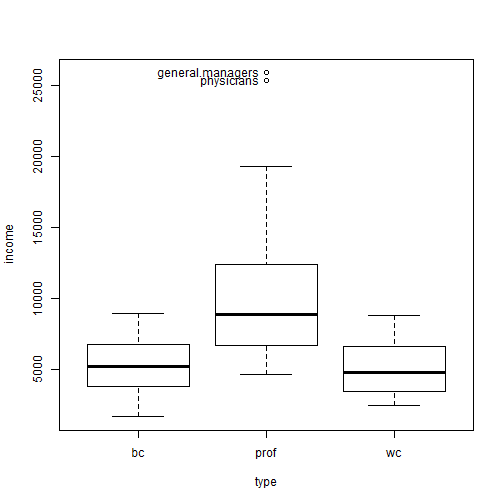 general.managers
physicians
25000
20000
15000
10000
5000
income
bc prof wc
type